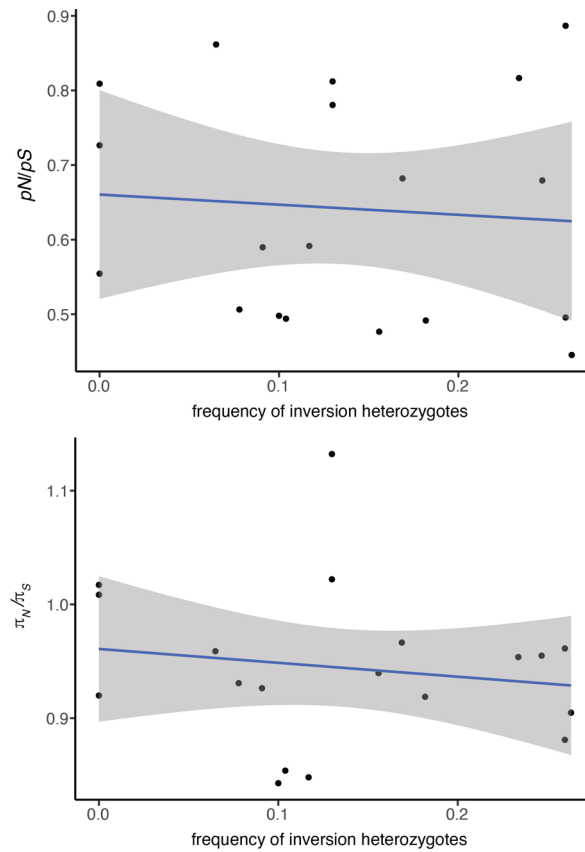 0.9
0.8
0.7
0.6
0.5
pN/pS
0.0 0.1 0.2
frequency of inversion heterozygotes
1.1
1.0
0.9
π_N/π_S
0.0 0.1 0.2
frequency of inversion heterozygotes